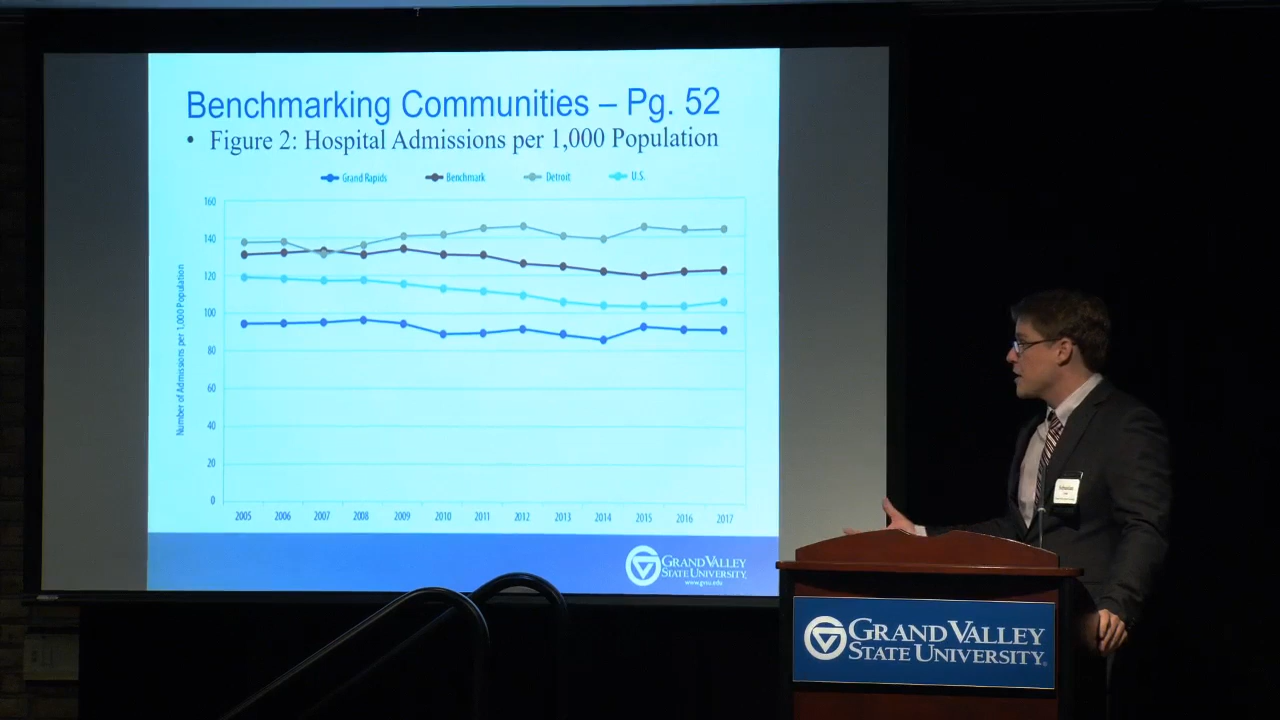 Benchmarking Communities – Pg. 52
• Figure 2: Hospital Admissions per 1,000 Population
Grand Rapids Benchmark Detroit U.S.
Number of Admissions per 1,000 Population
160
140
120
100
80
60
40
20
0
2005 2006 2007 2008 2009 2010 2011 2012 2013 2014 2015 2016 2017
GRAND VALLEY
STATE UNIVERSITY
www.gvsu.edu
GRAND VALLEY
STATE UNIVERSITY